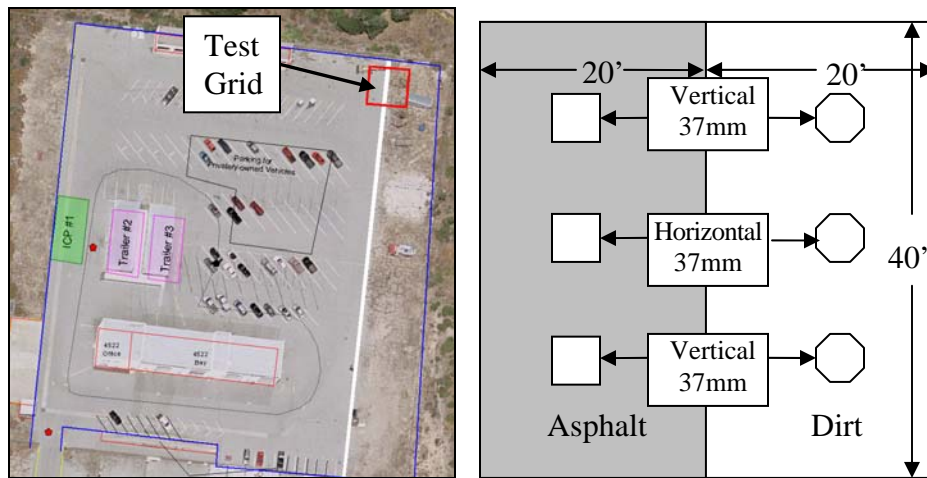 Test
Grid
Parking for
Privately-owned Vehicles
ICP #1
Trailer #2
Trailer #3
4522
Office
4522
Bay
20’
20’
Vertical
37mm
Horizontal
37mm
40’
Vertical
37mm
Asphalt
Dirt